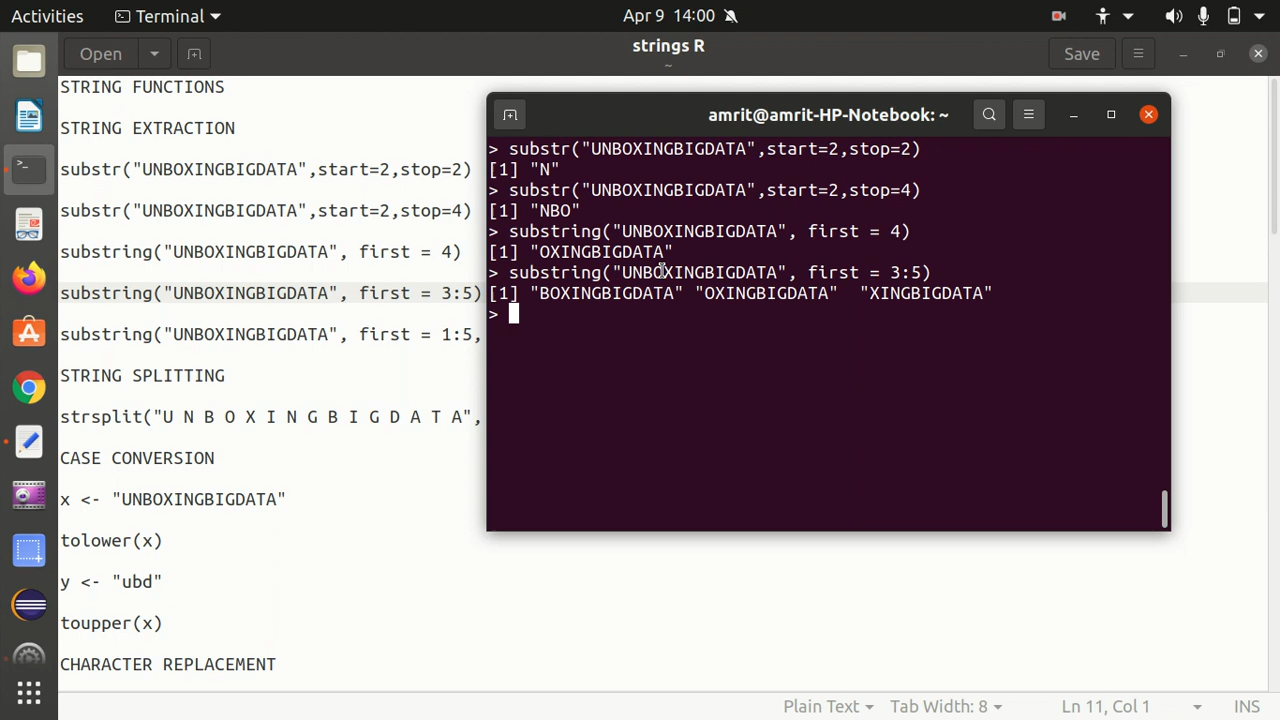 Activities
Terminal
Apr 9 14:00
Open
strings R
~
Save
STRING FUNCTIONS
STRING EXTRACTION
substr("UNBOXINGBIGDATA",start=2,stop=2)
substr("UNBOXINGBIGDATA",start=2,stop=4)
substring("UNBOXINGBIGDATA", first = 4)
substring("UNBOXINGBIGDATA", first = 3:5)
substring("UNBOXINGBIGDATA", first = 1:5,
STRING SPLITTING
strsplit("U N B O X I N G B I G D A T A",
CASE CONVERSION
x <- "UNBOXINGBIGDATA"
tolower(x)
y <- "ubd"
toupper(x)
CHARACTER REPLACEMENT
amrit@amrit-HP-Notebook: ~
> substr("UNBOXINGBIGDATA",start=2,stop=2)
[1] "N"
> substr("UNBOXINGBIGDATA",start=2,stop=4)
[1] "NBO"
> substring("UNBOXINGBIGDATA", first = 4)
[1] "OXINGBIGDATA"
> substring("UNBOXINGBIGDATA", first = 3:5)
[1] "BOXINGBIGDATA" "OXINGBIGDATA"  "XINGBIGDATA"
>
Plain Text
Tab Width: 8
Ln 11, Col 1
INS